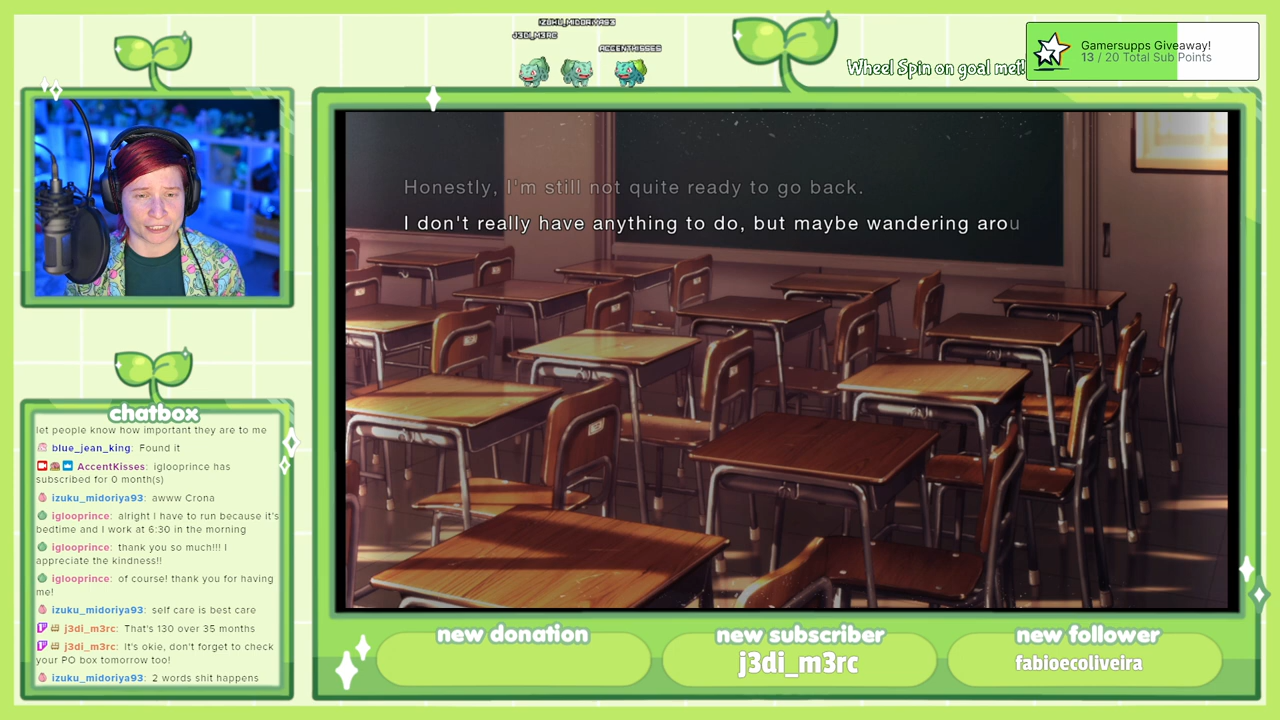 IZUKU_MIDORIYA93
J3DI_M3RC
ACCENTKISSES
Wheel Spin on goal met!
Gamersupps Giveaway!
13 / 20 Total Sub Points
Honestly, I'm still not quite ready to go back.
I don't really have anything to do, but maybe wandering arou
chatbox
let people know how important they are to me
blue_jean_king: Found it
AccentKisses: iglooprince has
subscribed for 0 month(s)
izuku_midoriya93: awww Crona
iglooprince: alright I have to run because it's
bedtime and I work at 6:30 in the morning
iglooprince: thank you so much!!! I
appreciate the kindness!!
iglooprince: of course! thank you for having
me!
izuku_midoriya93: self care is best care
j3di_m3rc: That's 130 over 35 months
j3di_m3rc: It's okie, don't forget to check
your PO box tomorrow too!
izuku_midoriya93: 2 words shit happens
new donation
new subscriber
j3di_m3rc
new follower
fabioecoliveira